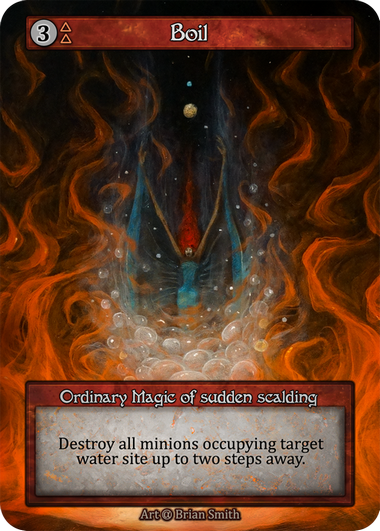 3
Boil
Ordinary Magic of sudden scalding
Destroy all minions occupying target
water site up to two steps away.
Art @ Brian Smith